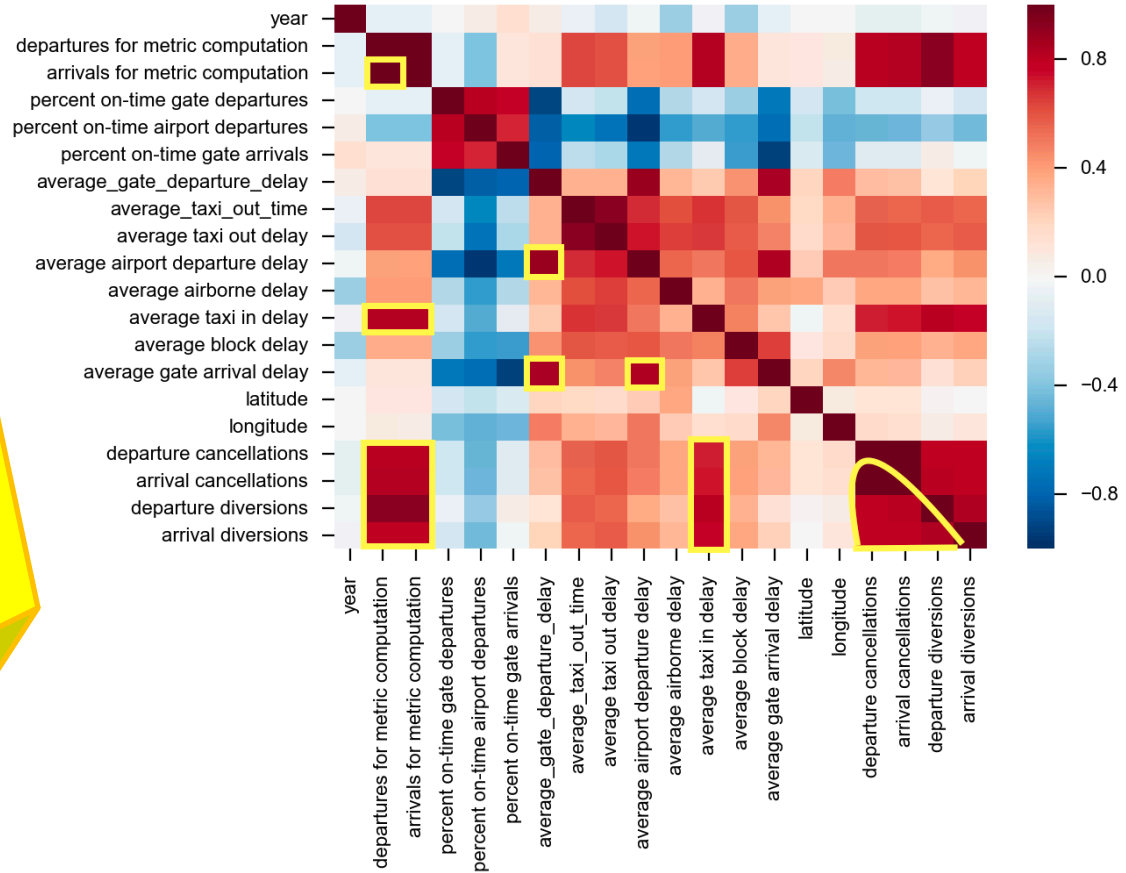 year
departures for metric computation
arrivals for metric computation
percent on-time gate departures
percent on-time airport departures
percent on-time gate arrivals
average_gate_departure_delay
average_taxi_out_time
average taxi out delay
average airport departure delay
average airborne delay
average taxi in delay
average block delay
average gate arrival delay
latitude
longitude
departure cancellations
arrival cancellations
departure diversions
arrival diversions
0.8
0.4
0.0
−0.4
−0.8
year
departures for metric computation
arrivals for metric computation
percent on-time gate departures
percent on-time airport departures
percent on-time gate arrivals
average_gate_departure_delay
average_taxi_out_time
average taxi out delay
average airport departure delay
average airborne delay
average taxi in delay
average block delay
average gate arrival delay
latitude
longitude
departure cancellations
arrival cancellations
departure diversions
arrival diversions